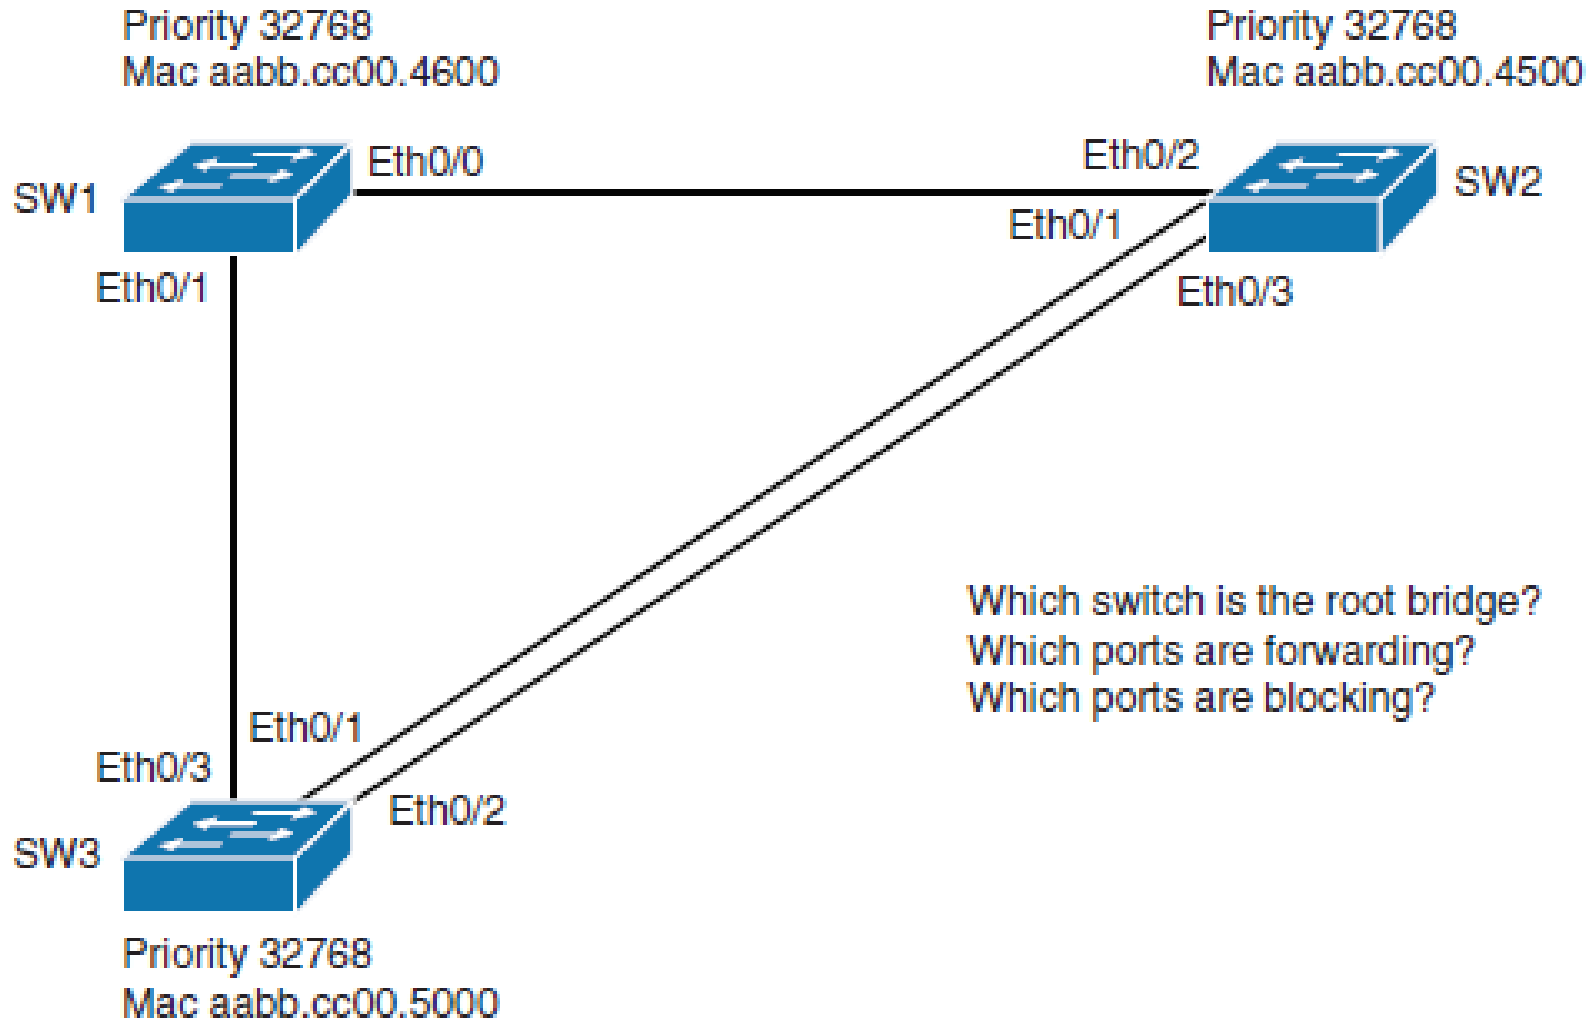 Priority 32768
Mac aabb.cc00.4600
Priority 32768
Mac aabb.cc00.4500
SW1
Eth0/0
Eth0/2
SW2
Eth0/1
Eth0/1
Eth0/3
Which switch is the root bridge?
Which ports are forwarding?
Which ports are blocking?
Eth0/1
Eth0/3
Eth0/2
SW3
Priority 32768
Mac aabb.cc00.5000